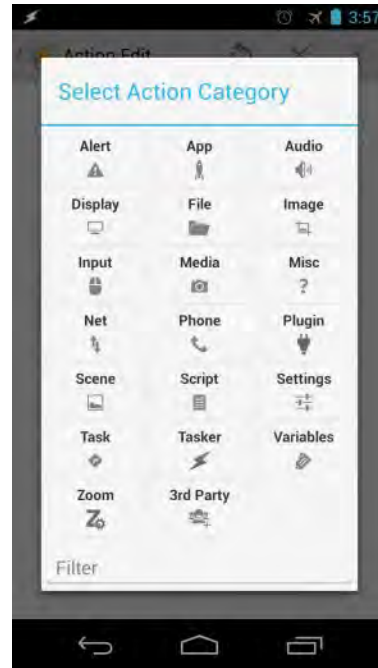 3:57
Action Edit
Select Action Category
Alert App Audio
Display File Image
Input Media Misc
Net Phone Plugin
Scene Script Settings
Task Tasker Variables
Zoom 3rd Party
Filter